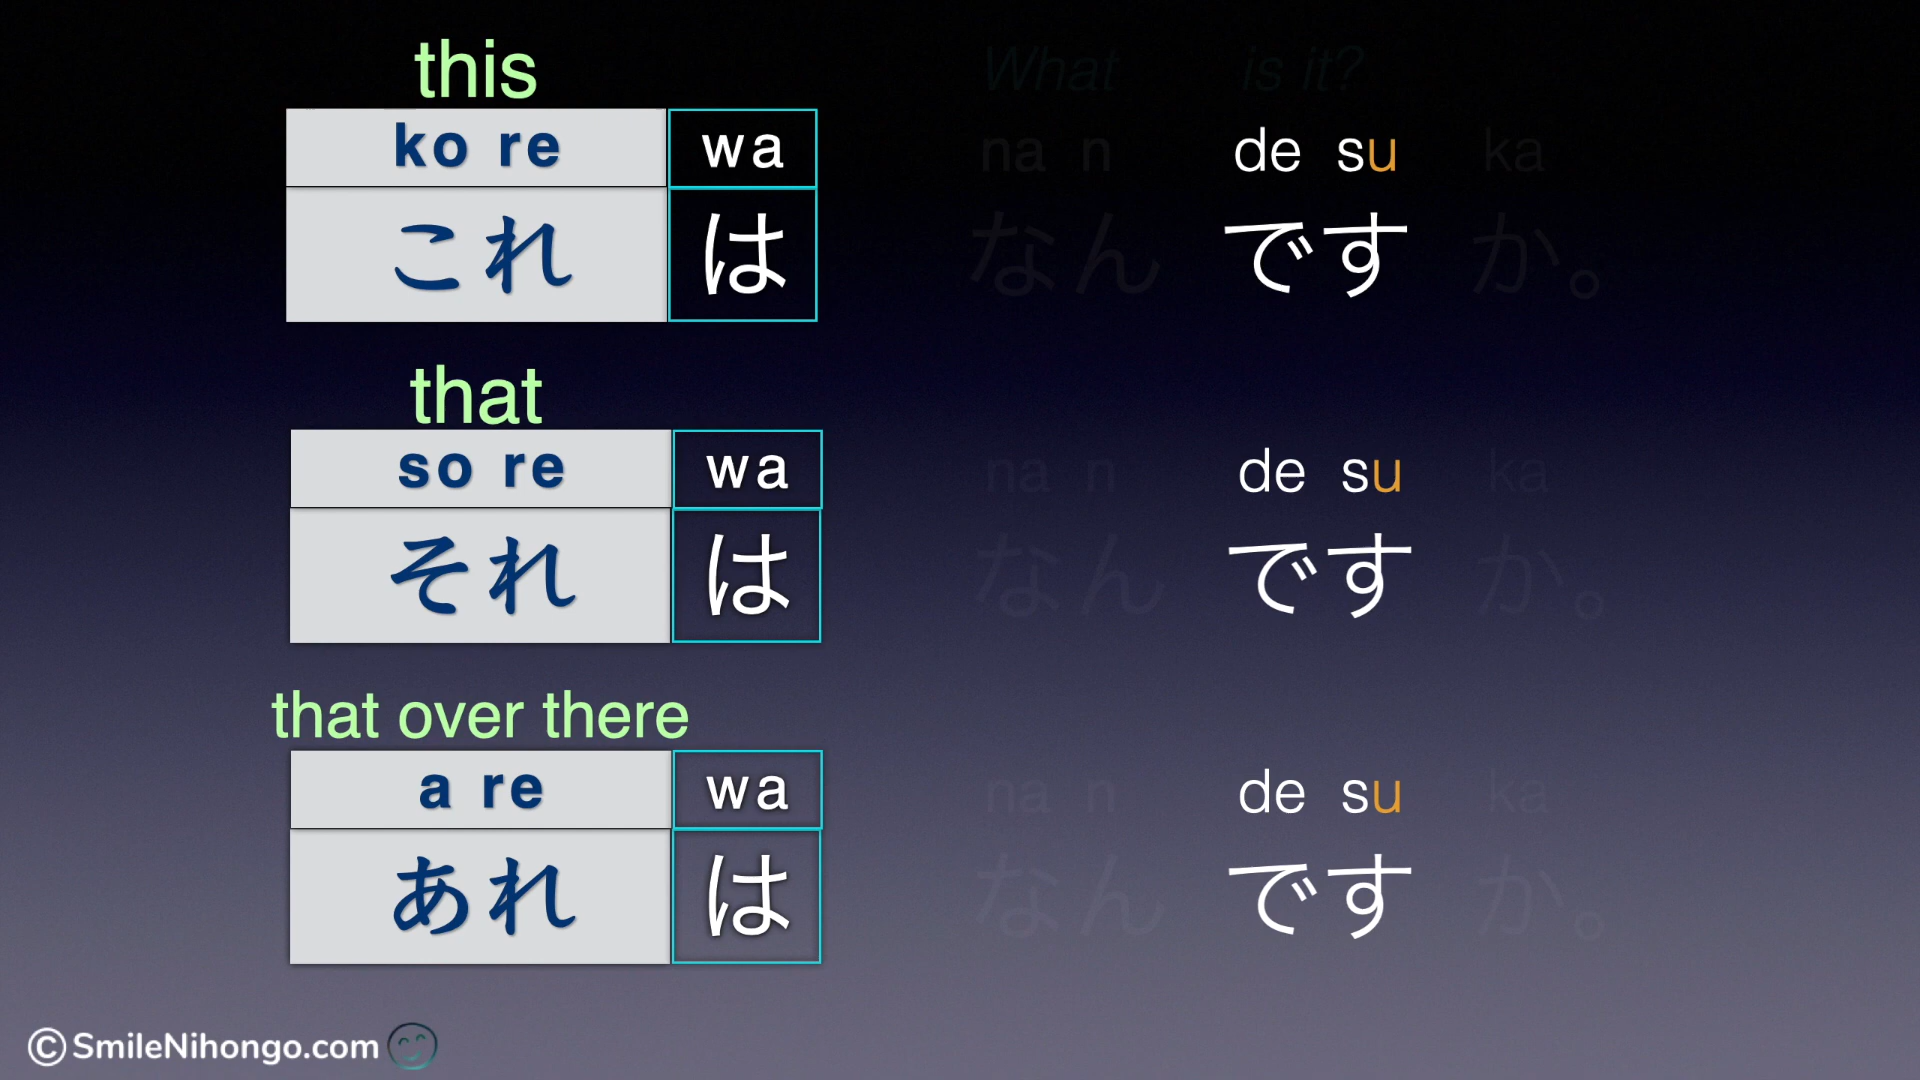 this What is it?
ko re wa na n de su ka
これ は なん です か。
that
so re wa na n de su ka
それ は なん です か。
that over there
a re wa na n de su ka
あれ は なん です か。
© SmileNihongo.com